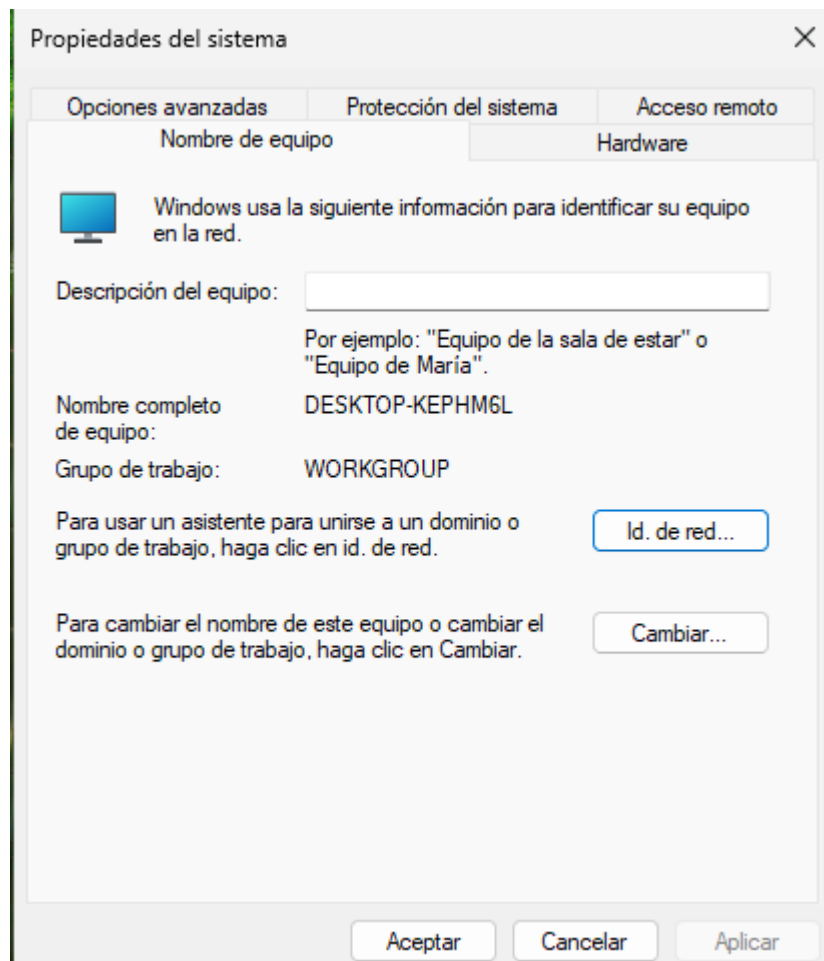 Propiedades del sistema
Opciones avanzadas
Protección del sistema
Acceso remoto
Nombre de equipo
Hardware
Windows usa la siguiente información para identificar su equipo
en la red.
Descripción del equipo:
Por ejemplo: "Equipo de la sala de estar" o
"Equipo de María".
Nombre completo
de equipo:
DESKTOP-KEPHM6L
Grupo de trabajo:
WORKGROUP
Para usar un asistente para unirse a un dominio o
grupo de trabajo, haga clic en id. de red.
Id. de red...
Para cambiar el nombre de este equipo o cambiar el
dominio o grupo de trabajo, haga clic en Cambiar.
Cambiar...
Aceptar
Cancelar
Aplicar